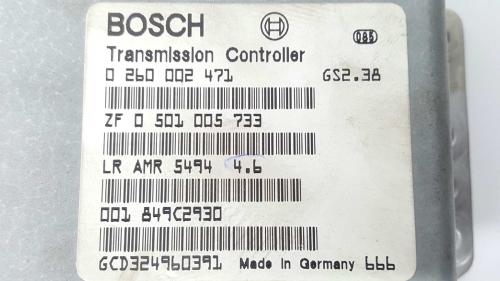 BOSCH
085
Transmission Controller
0 260 002 471 GS2.38
ZF 0 501 005 733
LR AMR 5494 4.6
001 849C2930
GCD324960391 Made in Germany 666